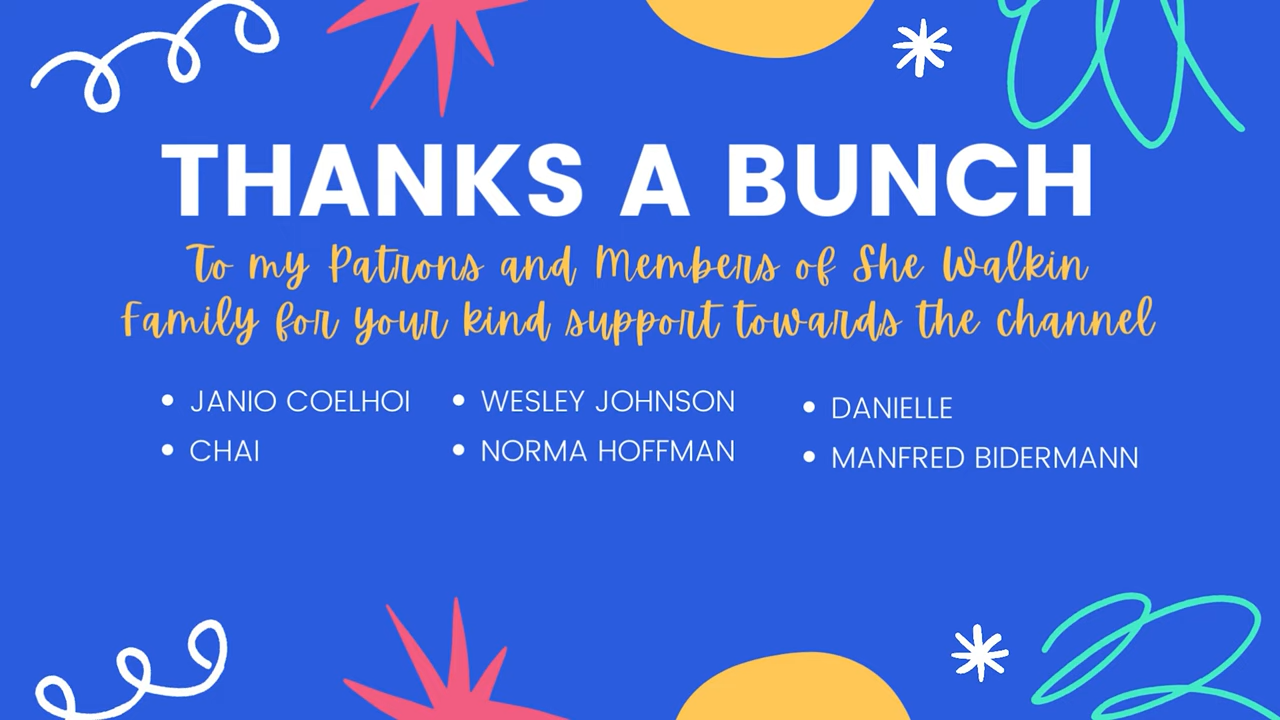 THANKS A BUNCH
To my Patrons and Members of She Walkin
Family for your kind support towards the channel
• JANIO COELHOI
• CHAI
• WESLEY JOHNSON
• NORMA HOFFMAN
• DANIELLE
• MANFRED BIDERMANN